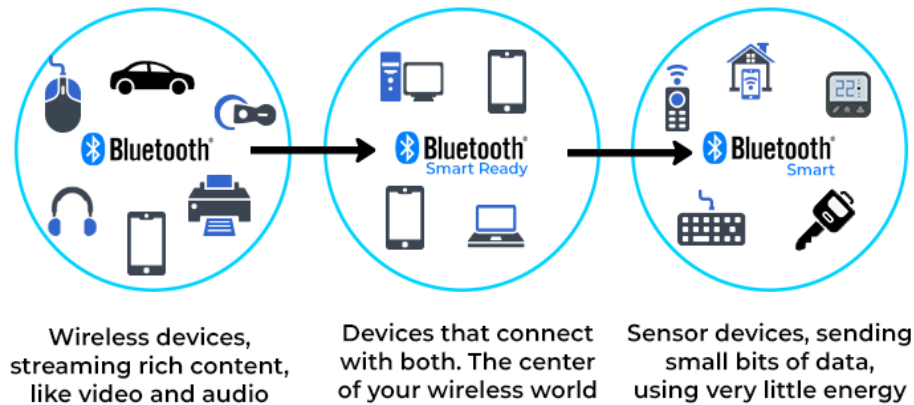 Bluetooth®
Bluetooth®
Smart Ready
22:
Bluetooth®
Smart
Wireless devices,
streaming rich content,
like video and audio
Devices that connect
with both. The center
of your wireless world
Sensor devices, sending
small bits of data,
using very little energy